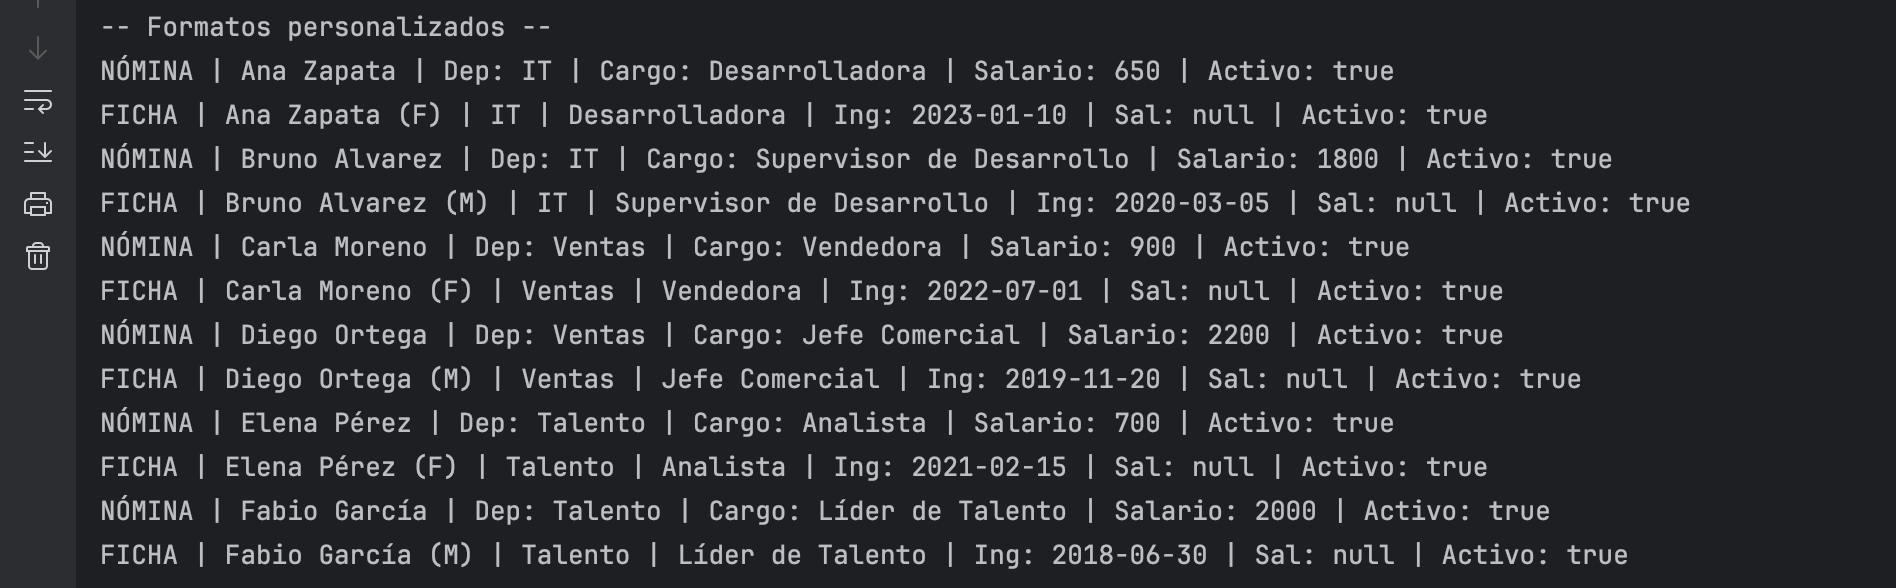 -- Formatos personalizados --
NÓMINA | Ana Zapata | Dep: IT | Cargo: Desarrolladora | Salario: 650 | Activo: true
FICHA | Ana Zapata (F) | IT | Desarrolladora | Ing: 2023-01-10 | Sal: null | Activo: true
NÓMINA | Bruno Alvarez | Dep: IT | Cargo: Supervisor de Desarrollo | Salario: 1800 | Activo: true
FICHA | Bruno Alvarez (M) | IT | Supervisor de Desarrollo | Ing: 2020-03-05 | Sal: null | Activo: true
NÓMINA | Carla Moreno | Dep: Ventas | Cargo: Vendedora | Salario: 900 | Activo: true
FICHA | Carla Moreno (F) | Ventas | Vendedora | Ing: 2022-07-01 | Sal: null | Activo: true
NÓMINA | Diego Ortega | Dep: Ventas | Cargo: Jefe Comercial | Salario: 2200 | Activo: true
FICHA | Diego Ortega (M) | Ventas | Jefe Comercial | Ing: 2019-11-20 | Sal: null | Activo: true
NÓMINA | Elena Pérez | Dep: Talento | Cargo: Analista | Salario: 700 | Activo: true
FICHA | Elena Pérez (F) | Talento | Analista | Ing: 2021-02-15 | Sal: null | Activo: true
NÓMINA | Fabio García | Dep: Talento | Cargo: Líder de Talento | Salario: 2000 | Activo: true
FICHA | Fabio García (M) | Talento | Líder de Talento | Ing: 2018-06-30 | Sal: null | Activo: true